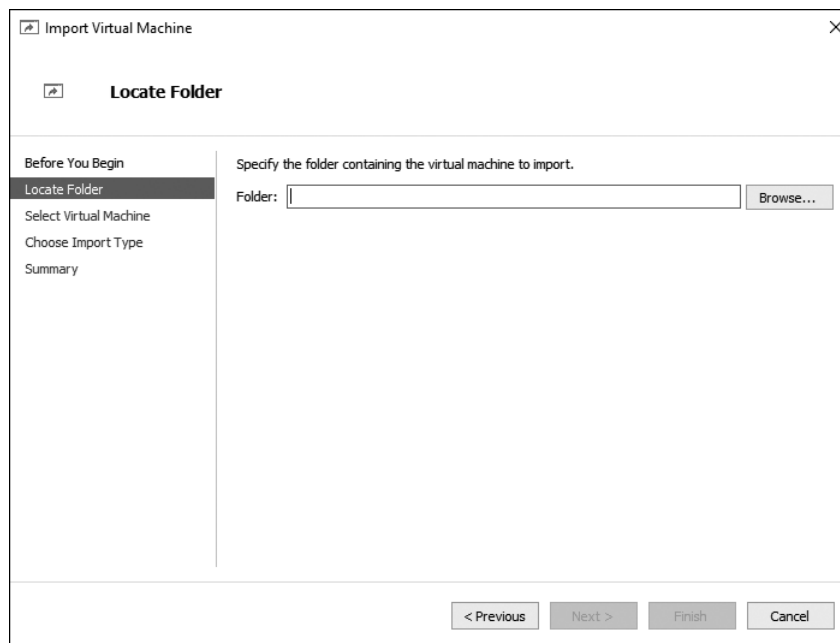 Import Virtual Machine
Locate Folder
Before You Begin
Locate Folder
Select Virtual Machine
Choose Import Type
Summary
Specify the folder containing the virtual machine to import.
Folder:
Browse...
< Previous
Next >
Finish
Cancel